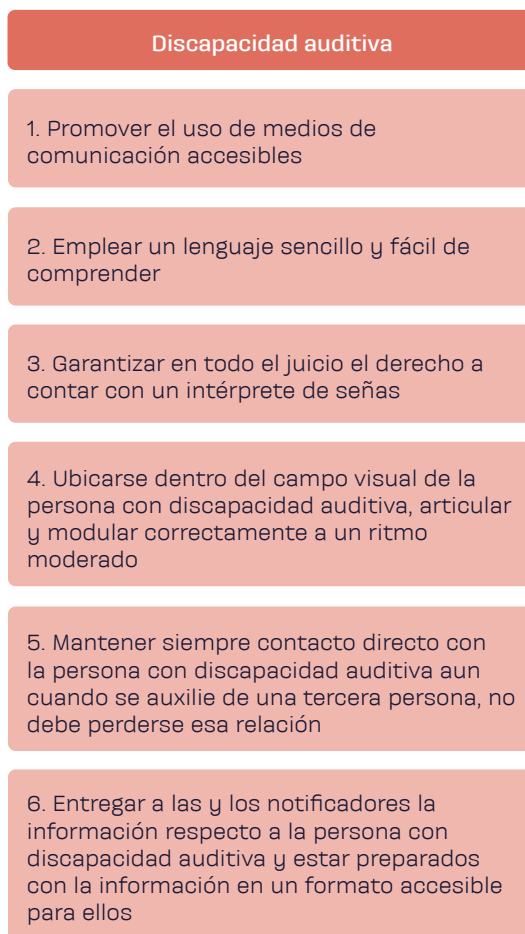 Discapacidad auditiva
1. Promover el uso de medios de
comunicación accesibles
2. Emplear un lenguaje sencillo y fácil de
comprender
3. Garantizar en todo el juicio el derecho a
contar con un intérprete de señas
4. Ubicarse dentro del campo visual de la
persona con discapacidad auditiva, articular
y modular correctamente a un ritmo
moderado
5. Mantener siempre contacto directo con
la persona con discapacidad auditiva aun
cuando se auxilie de una tercera persona, no
debe perderse esa relación
6. Entregar a las y los notificadores la
información respecto a la persona con
discapacidad auditiva y estar preparados
con la información en un formato accesible
para ellos